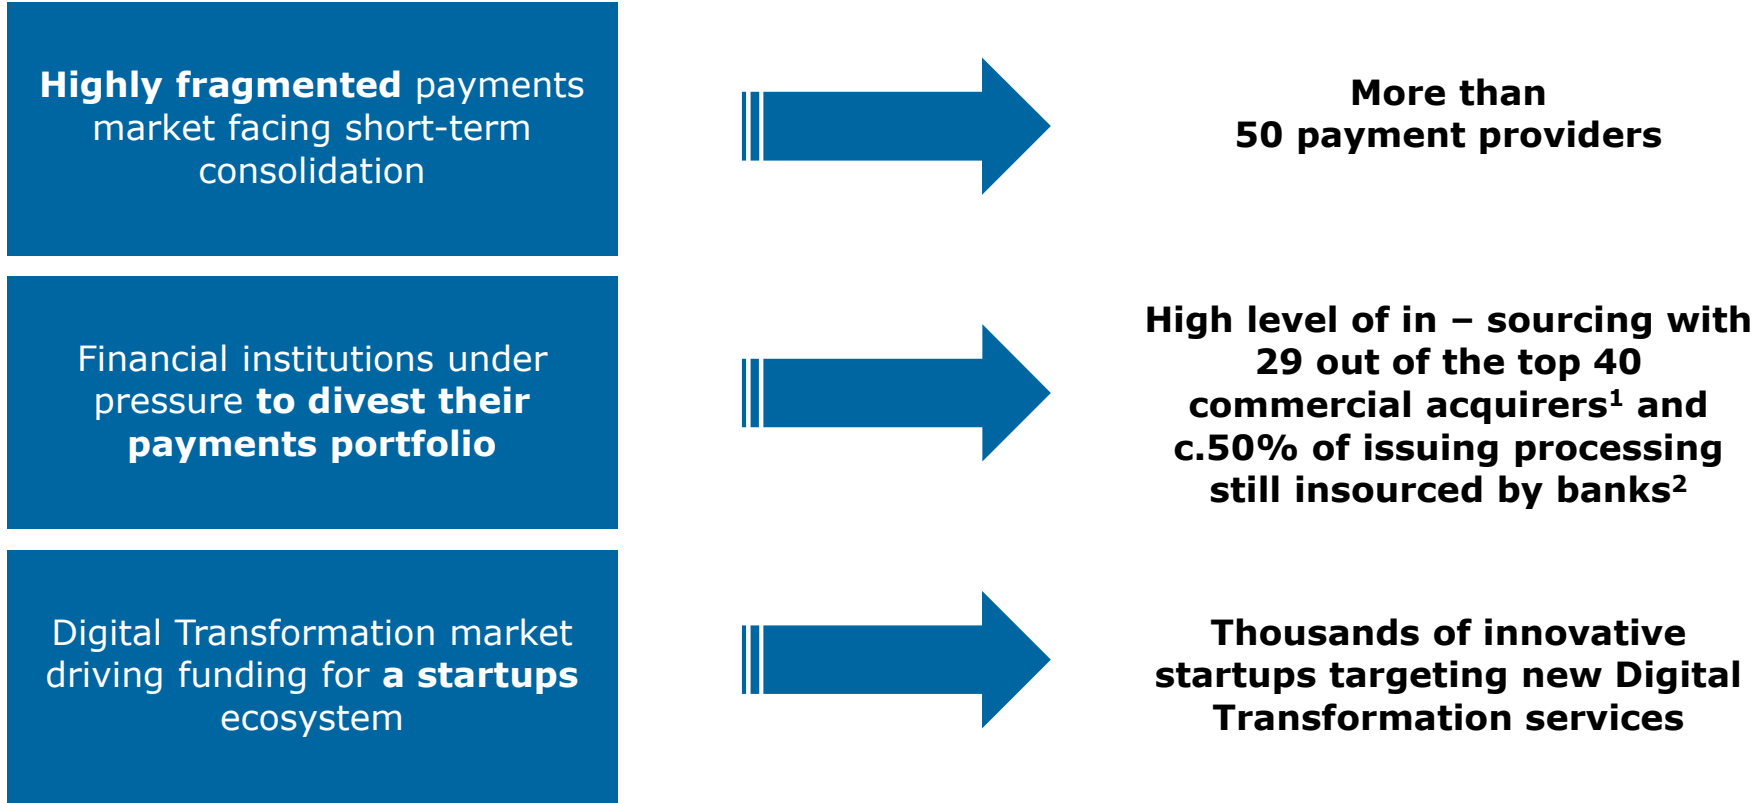 Highly fragmented payments
market facing short-term
consolidation
More than
50 payment providers
Financial institutions under
pressure to divest their
payments portfolio
High level of in – sourcing with
29 out of the top 40
commercial acquirers¹ and
c.50% of issuing processing
still insourced by banks²
Digital Transformation market
driving funding for a startups
ecosystem
Thousands of innovative
startups targeting new Digital
Transformation services